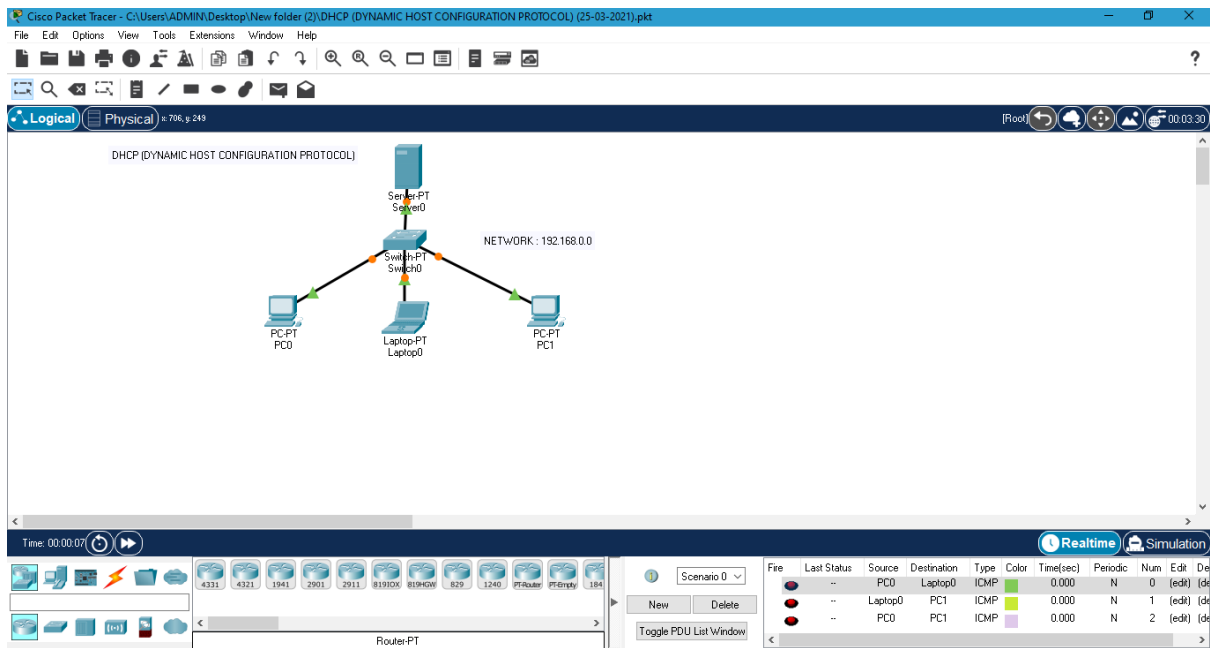 Cisco Packet Tracer - C:\Users\ADMIN\Desktop\New folder (2)\DHCP (DYNAMIC HOST CONFIGURATION PROTOCOL) (25-03-2021).pkt
File Edit Options View Tools Extensions Window Help
?
Logical Physical x: 706, y: 249 [Root] 00:03:30
DHCP (DYNAMIC HOST CONFIGURATION PROTOCOL)
Server-PT
Server0
NETWORK : 192.168.0.0
Switch-PT
Switch0
PC-PT
PC0
Laptop-PT
Laptop0
PC-PT
PC1
Time: 00:00:07 Realtime Simulation
4331 4321 1941 2901 2911 819IOX 819HGW 829 1240 PT-Router PT-Empty 184
Router-PT
Scenario 0
New Delete
Toggle PDU List Window
Fire Last Status Source Destination Type Color Time(sec) Periodic Num Edit De
-- PC0 Laptop0 ICMP 0.000 N 0 (edit) (de
-- Laptop0 PC1 ICMP 0.000 N 1 (edit) (de
-- PC0 PC1 ICMP 0.000 N 2 (edit) (de